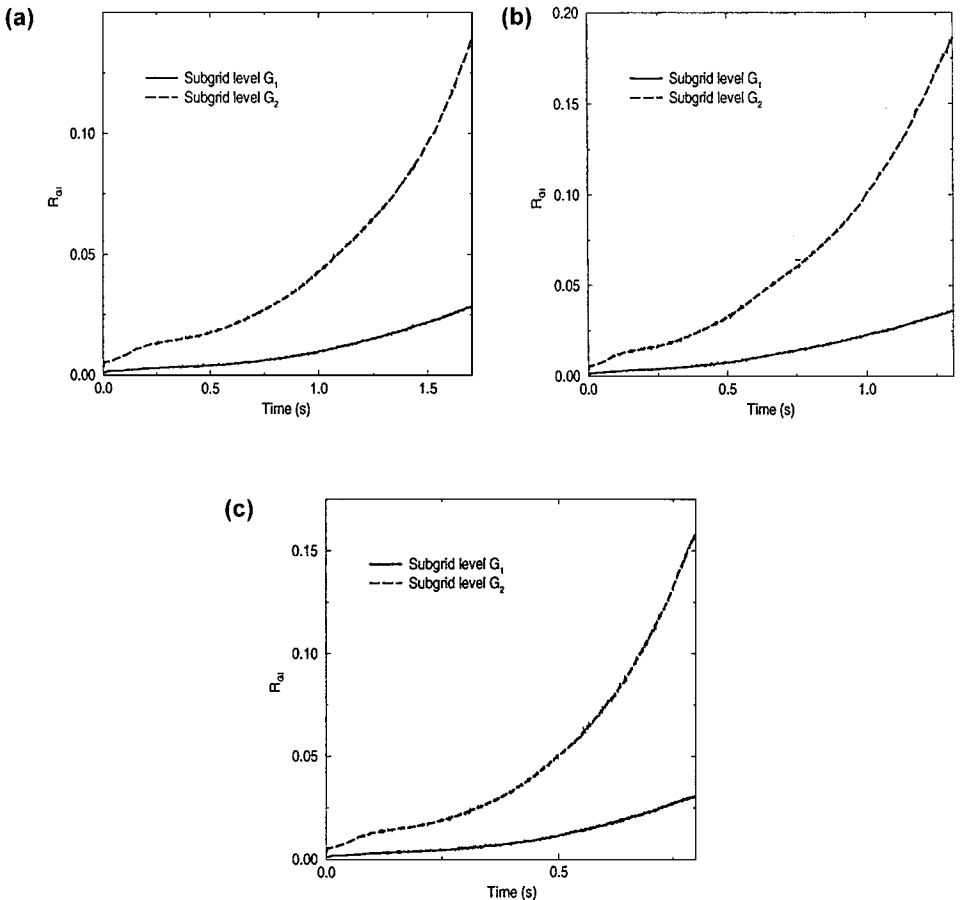 (a)
Subgrid level G₁
Subgrid level G₂
0.10
0.05
0.00
R_GI
0.0 0.5 1.0 1.5
Time (s)
(b)
0.20
Subgrid level G₁
Subgrid level G₂
0.15
0.10
0.05
0.00
R_GI
0.0 0.5 1.0
Time (s)
(c)
0.15
Subgrid level G₁
Subgrid level G₂
0.10
0.05
0.00
R_GI
0.0 0.5
Time (s)